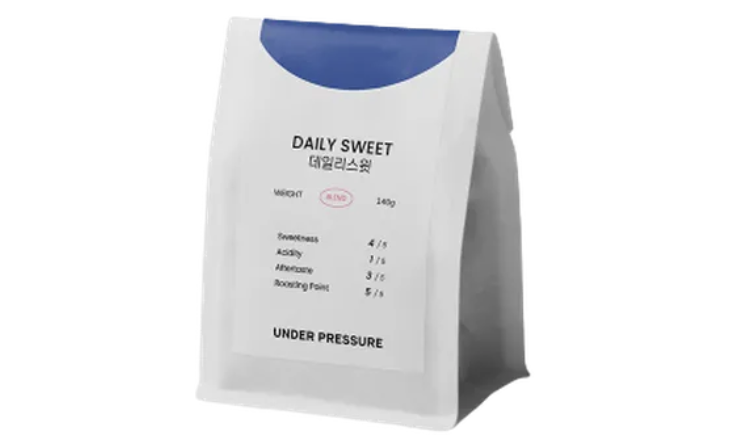 DAILY SWEET
데일리스윗
WEIGHT BLEND 140g
Sweetness 4 / 5
Acidity 1 / 5
Aftertaste 3 / 5
Roasting Point 5 / 5
UNDER PRESSURE